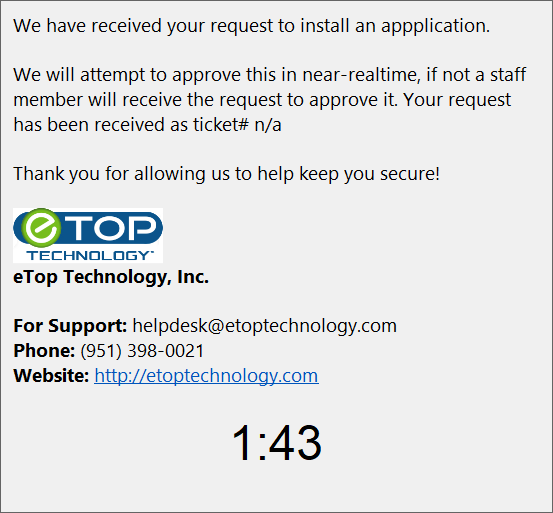 We have received your request to install an appplication.
We will attempt to approve this in near-realtime, if not a staff
member will receive the request to approve it. Your request
has been received as ticket# n/a
Thank you for allowing us to help keep you secure!
eTOP
TECHNOLOGY
eTop Technology, Inc.
For Support: helpdesk@etoptechnology.com
Phone: (951) 398-0021
Website: http://etoptechnology.com
1:43